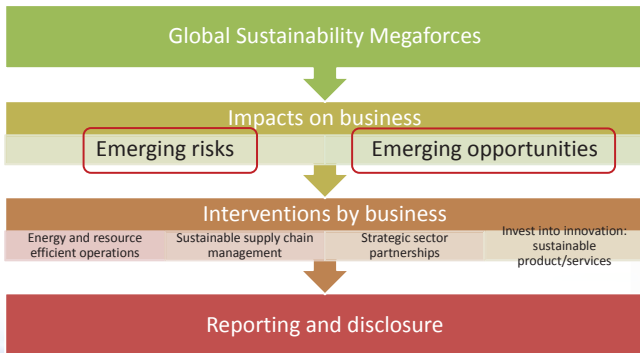 Global Sustainability Megaforces
Impacts on business
Emerging risks
Emerging opportunities
Interventions by business
Energy and resource
efficient operations
Sustainable supply chain
management
Strategic sector
partnerships
Invest into innovation:
sustainable
product/services
Reporting and disclosure